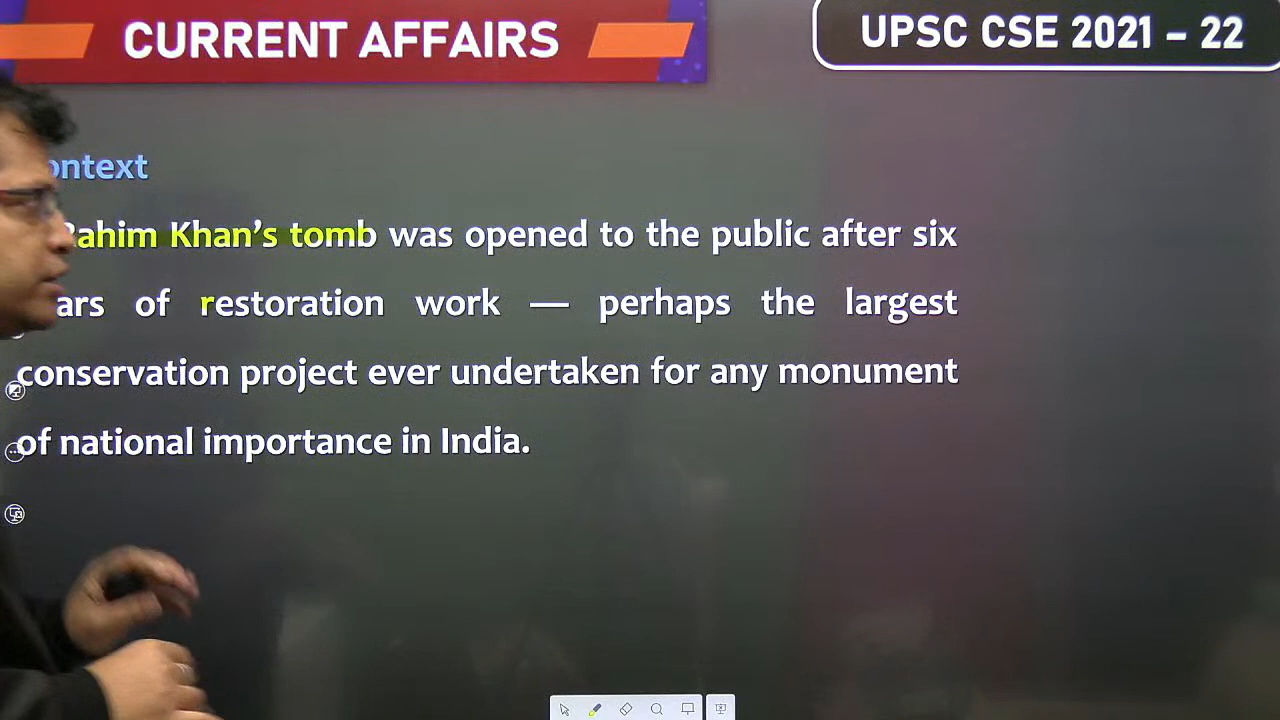 CURRENT AFFAIRS
UPSC CSE 2021 – 22
ontext
ahim Khan's tomb was opened to the public after six
ars of restoration work — perhaps the largest
conservation project ever undertaken for any monument
of national importance in India.